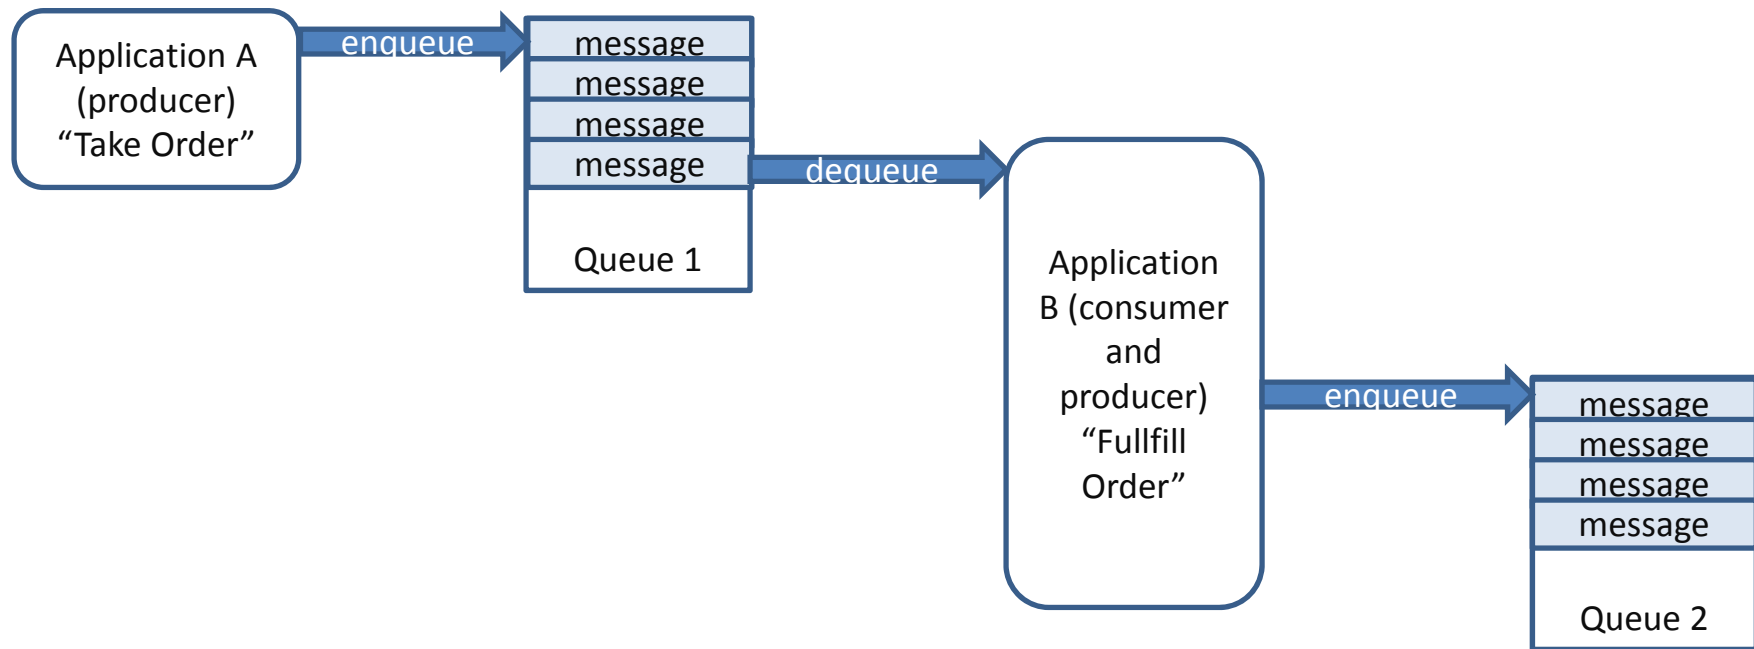 Application A
(producer)
“Take Order”
enqueue
message
message
message
message
Queue 1
dequeue
Application
B (consumer
and
producer)
“Fullfill
Order”
enqueue
message
message
message
message
Queue 2